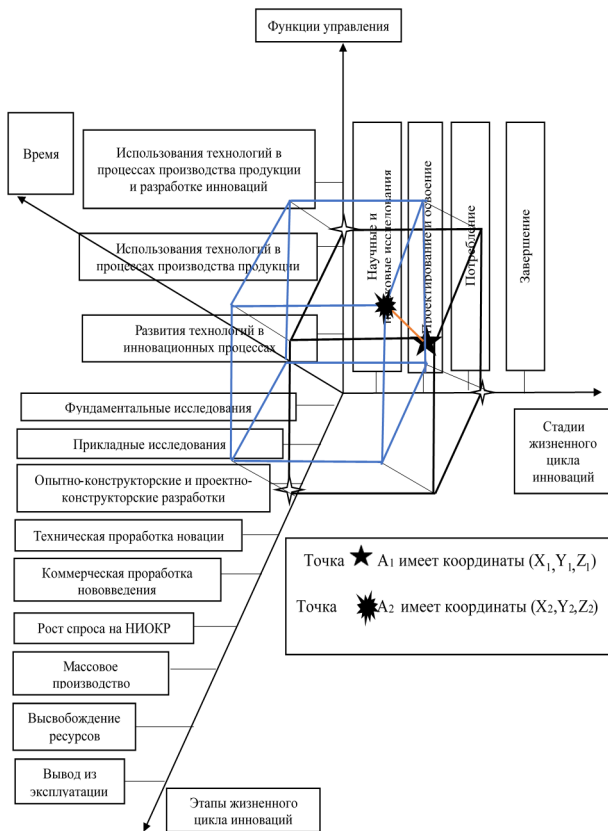 Функции управления
Время
Использования технологий в
процессах производства продукции
и разработке инноваций
Использования технологий в
процессах производства продукции
Развития технологий в
инновационных процессах
Научные и
исследования
Проектирование и освоение
Потребление
Завершение
Фундаментальные исследования
Прикладные исследования
Опытно-конструкторские и проектно-
конструкторские разработки
Техническая проработка новации
Коммерческая проработка
нововведения
Рост спроса на НИОКР
Массовое
производство
Высвобождение
ресурсов
Вывод из
эксплуатации
Этапы жизненного
цикла инноваций
Стадии
жизненного
цикла
инноваций
Точка A₁ имеет координаты (X₁,Y₁,Z₁)
Точка A₂ имеет координаты (X₂,Y₂,Z₂)